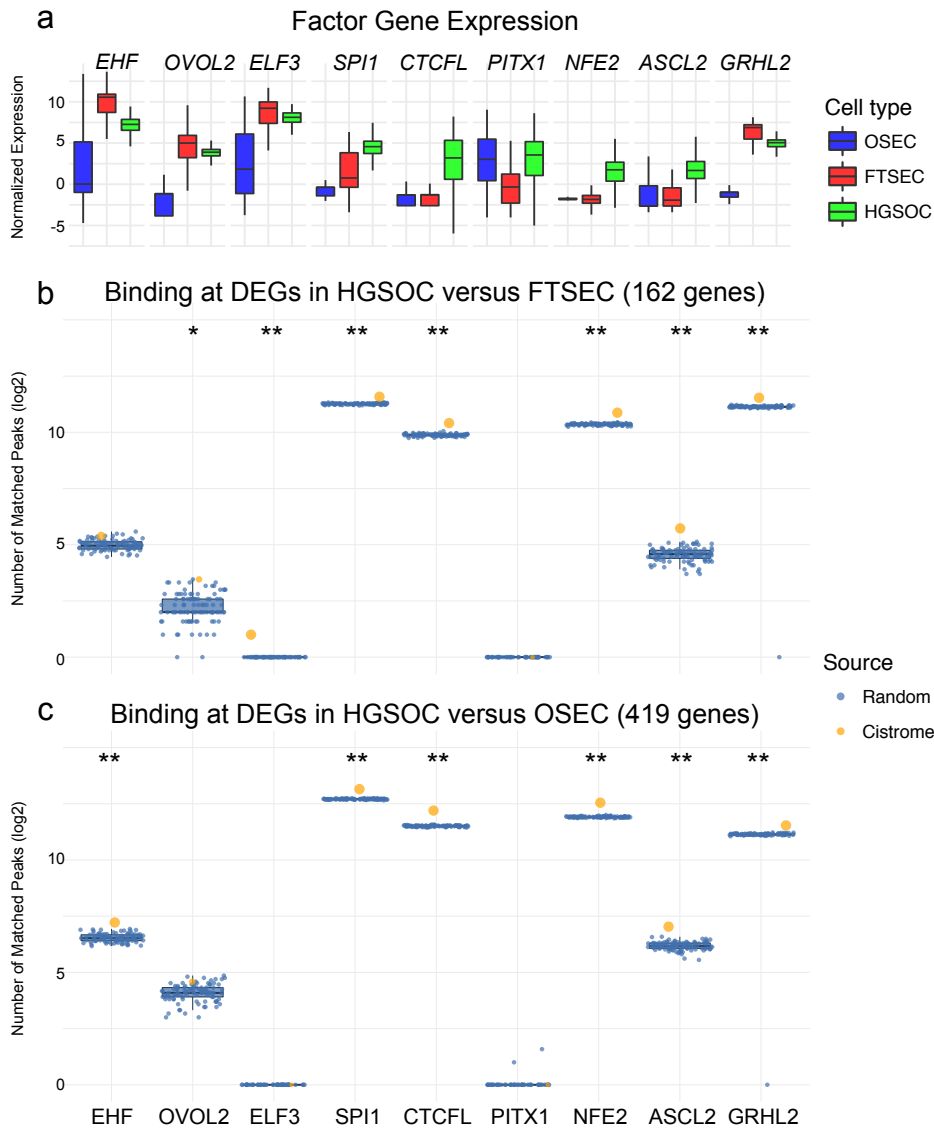 a
Factor Gene Expression
EHF OVOL2 ELF3 SPI1 CTCFL PITX1 NFE2 ASCL2 GRHL2
Normalized Expression
10
5
0
-5
Cell type
OSEC
FTSEC
HGSOC
b
Binding at DEGs in HGSOC versus FTSEC (162 genes)
* ** ** ** ** ** **
Number of Matched Peaks (log2)
10
5
0
Source
Random
Cistrome
c
Binding at DEGs in HGSOC versus OSEC (419 genes)
** ** ** ** ** **
Number of Matched Peaks (log2)
10
5
0
EHF OVOL2 ELF3 SPI1 CTCFL PITX1 NFE2 ASCL2 GRHL2